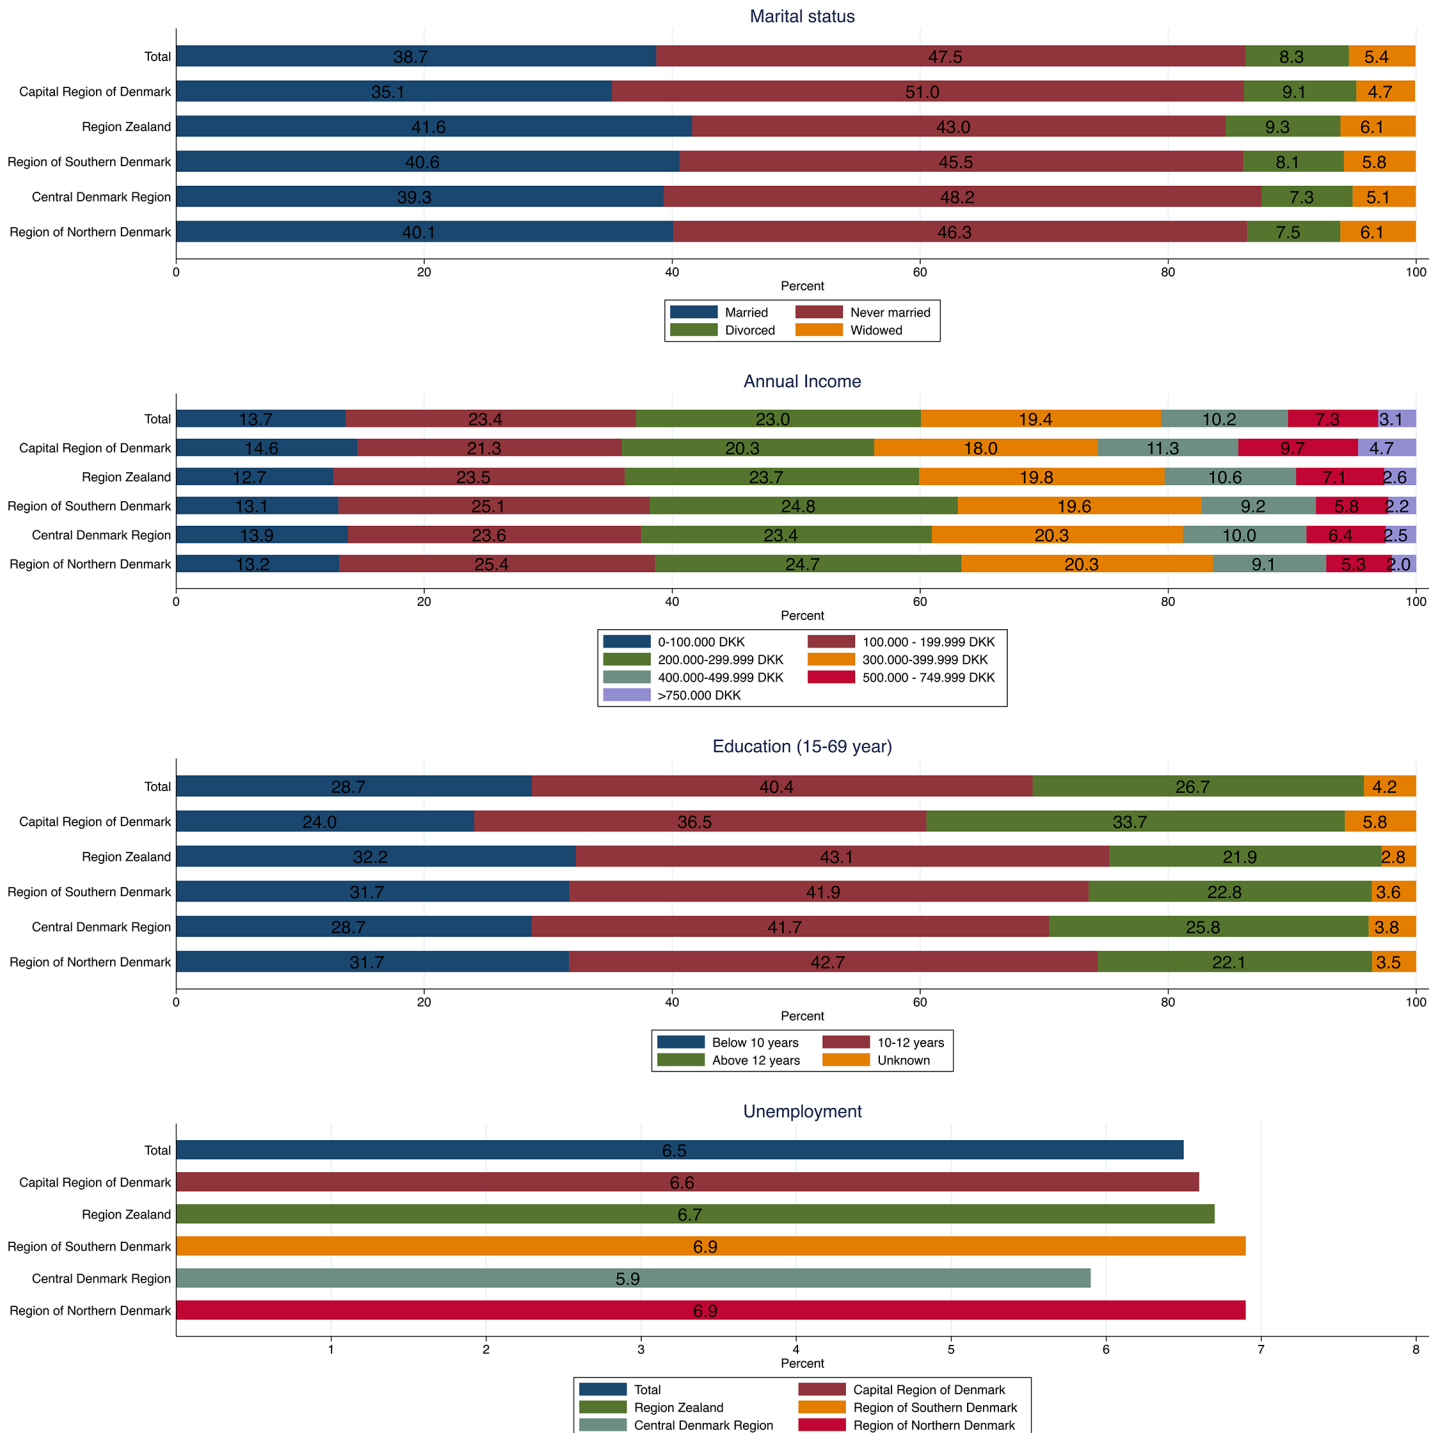 Marital status
Total 38.7 47.5 8.3 5.4
Capital Region of Denmark 35.1 51.0 9.1 4.7
Region Zealand 41.6 43.0 9.3 6.1
Region of Southern Denmark 40.6 45.5 8.1 5.8
Central Denmark Region 39.3 48.2 7.3 5.1
Region of Northern Denmark 40.1 46.3 7.5 6.1
0 20 40 60 80 100
Percent
Married Never married
Divorced Widowed
Annual Income
Total 13.7 23.4 23.0 19.4 10.2 7.3 3.1
Capital Region of Denmark 14.6 21.3 20.3 18.0 11.3 9.7 4.7
Region Zealand 12.7 23.5 23.7 19.8 10.6 7.1 2.6
Region of Southern Denmark 13.1 25.1 24.8 19.6 9.2 5.8 2.2
Central Denmark Region 13.9 23.6 23.4 20.3 10.0 6.4 2.5
Region of Northern Denmark 13.2 25.4 24.7 20.3 9.1 5.3 2.0
0 20 40 60 80 100
Percent
0-100.000 DKK 100.000 - 199.999 DKK
200.000-299.999 DKK 300.000-399.999 DKK
400.000-499.999 DKK 500.000 - 749.999 DKK
>750.000 DKK
Education (15-69 year)
Total 28.7 40.4 26.7 4.2
Capital Region of Denmark 24.0 36.5 33.7 5.8
Region Zealand 32.2 43.1 21.9 2.8
Region of Southern Denmark 31.7 41.9 22.8 3.6
Central Denmark Region 28.7 41.7 25.8 3.8
Region of Northern Denmark 31.7 42.7 22.1 3.5
0 20 40 60 80 100
Percent
Below 10 years 10-12 years
Above 12 years Unknown
Unemployment
Total 6.5
Capital Region of Denmark 6.6
Region Zealand 6.7
Region of Southern Denmark 6.9
Central Denmark Region 5.9
Region of Northern Denmark 6.9
1 2 3 4 5 6 7 8
Percent
Total Capital Region of Denmark
Region Zealand Region of Southern Denmark
Central Denmark Region Region of Northern Denmark